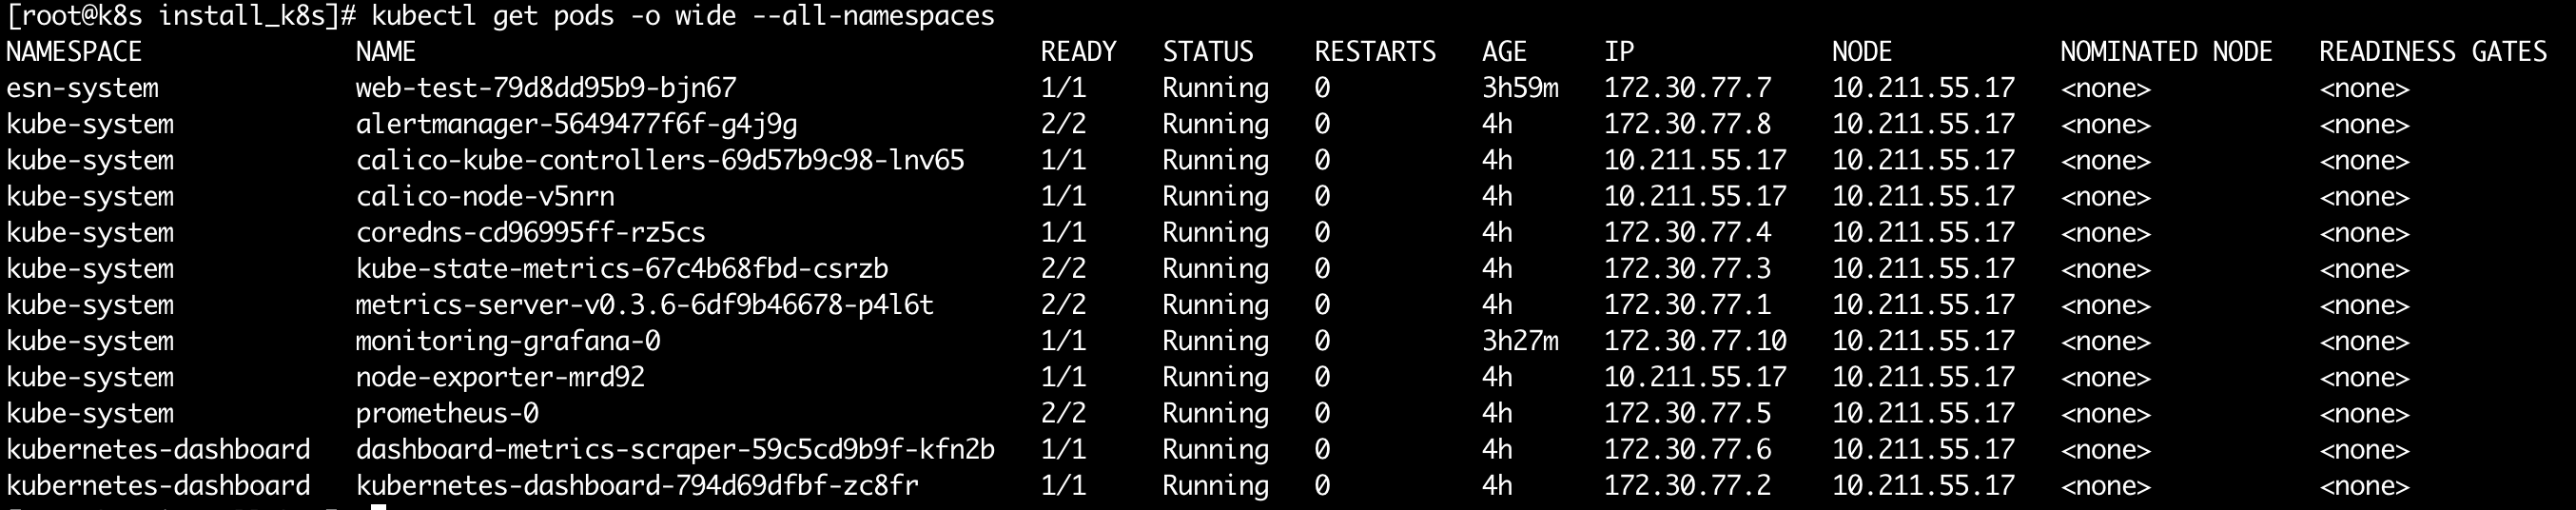 [root@k8s install_k8s]# kubectl get pods -o wide --all-namespaces
NAMESPACE              NAME                                         READY   STATUS    RESTARTS   AGE     IP              NODE           NOMINATED NODE   READINESS GATES
esn-system             web-test-79d8dd95b9-bjn67                    1/1     Running   0          3h59m   172.30.77.7     10.211.55.17   <none>           <none>
kube-system            alertmanager-5649477f6f-g4j9g                2/2     Running   0          4h      172.30.77.8     10.211.55.17   <none>           <none>
kube-system            calico-kube-controllers-69d57b9c98-lnv65     1/1     Running   0          4h      10.211.55.17    10.211.55.17   <none>           <none>
kube-system            calico-node-v5nrn                            1/1     Running   0          4h      10.211.55.17    10.211.55.17   <none>           <none>
kube-system            coredns-cd96995ff-rz5cs                      1/1     Running   0          4h      172.30.77.4     10.211.55.17   <none>           <none>
kube-system            kube-state-metrics-67c4b68fbd-csrzb          2/2     Running   0          4h      172.30.77.3     10.211.55.17   <none>           <none>
kube-system            metrics-server-v0.3.6-6df9b46678-p4l6t       2/2     Running   0          4h      172.30.77.1     10.211.55.17   <none>           <none>
kube-system            monitoring-grafana-0                         1/1     Running   0          3h27m   172.30.77.10    10.211.55.17   <none>           <none>
kube-system            node-exporter-mrd92                          1/1     Running   0          4h      10.211.55.17    10.211.55.17   <none>           <none>
kube-system            prometheus-0                                 2/2     Running   0          4h      172.30.77.5     10.211.55.17   <none>           <none>
kubernetes-dashboard   dashboard-metrics-scraper-59c5cd9b9f-kfn2b   1/1     Running   0          4h      172.30.77.6     10.211.55.17   <none>           <none>
kubernetes-dashboard   kubernetes-dashboard-794d69dfbf-zc8fr        1/1     Running   0          4h      172.30.77.2     10.211.55.17   <none>           <none>